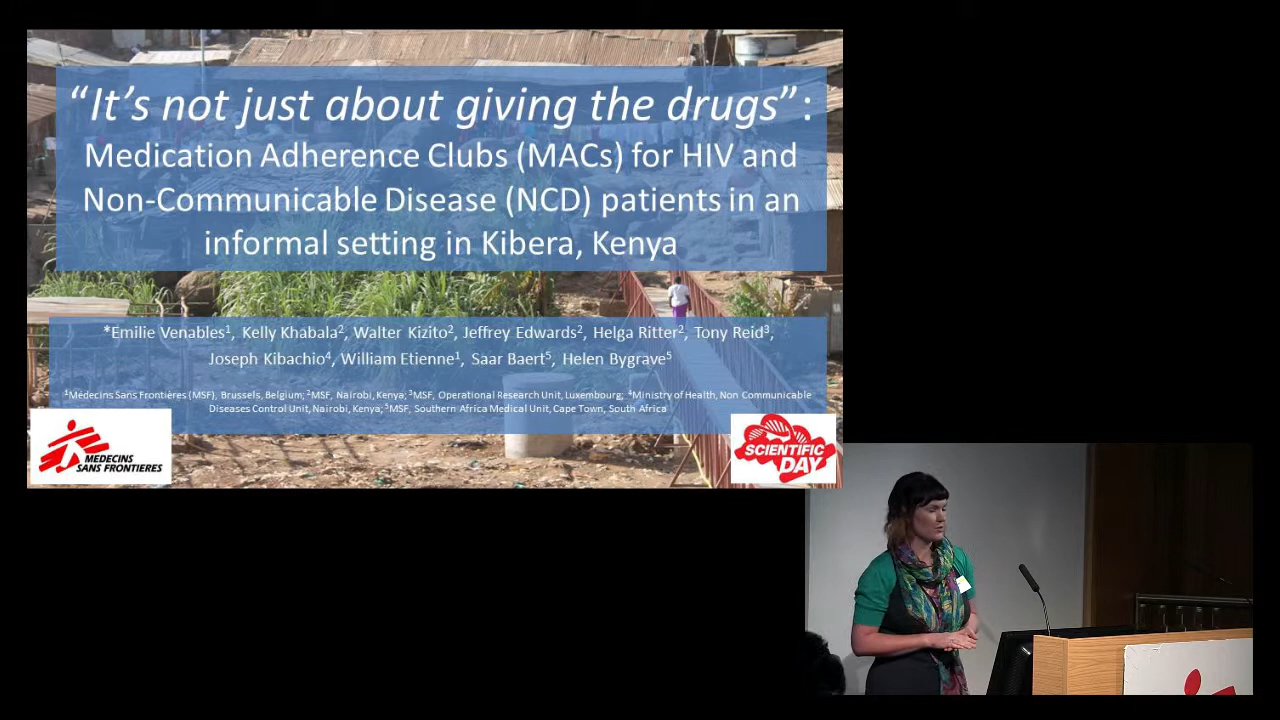 “It’s not just about giving the drugs”:
Medication Adherence Clubs (MACs) for HIV and
Non-Communicable Disease (NCD) patients in an
informal setting in Kibera, Kenya
*Emilie Venables¹, Kelly Khabala², Walter Kizito², Jeffrey Edwards², Helga Ritter², Tony Reid³,
Joseph Kibachio⁴, William Etienne¹, Saar Baert⁵, Helen Bygrave⁵
¹Médecins Sans Frontières (MSF), Brussels, Belgium; ²MSF, Nairobi, Kenya; ³MSF, Operational Research Unit, Luxembourg; ⁴Ministry of Health, Non Communicable
Diseases Control Unit, Nairobi, Kenya; ⁵MSF, Southern Africa Medical Unit, Cape Town, South Africa
MEDECINS
SANS FRONTIERES
SCIENTIFIC
DAY